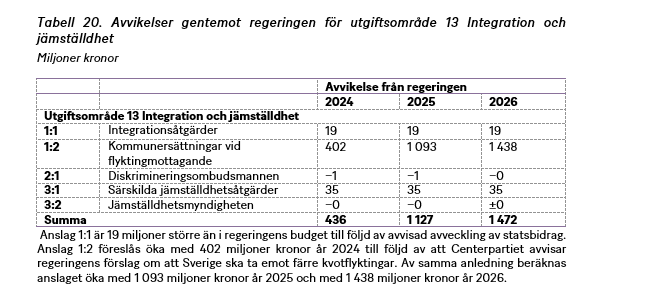 Tabell 20. Avvikelser gentemot regeringen för utgiftsområde 13 Integration och
jämställdhet
Miljoner kronor
Avvikelse från regeringen
2024 2025 2026
Utgiftsområde 13 Integration och jämställdhet
1:1 Integrationsåtgärder 19 19 19
1:2 Kommunersättningar vid 402 1 093 1 438
flyktingmottagande
2:1 Diskrimineringsombudsmannen −1 −1 −0
3:1 Särskilda jämställdhetsåtgärder 35 35 35
3:2 Jämställdhetsmyndigheten −0 −0 ±0
Summa 436 1 127 1 472
Anslag 1:1 är 19 miljoner större än i regeringens budget till följd av avvisad avveckling av statsbidrag.
Anslag 1:2 föreslås öka med 402 miljoner kronor år 2024 till följd av att Centerpartiet avvisar
regeringens förslag om att Sverige ska ta emot färre kvotflyktingar. Av samma anledning beräknas
anslaget öka med 1 093 miljoner kronor år 2025 och med 1 438 miljoner kronor år 2026.